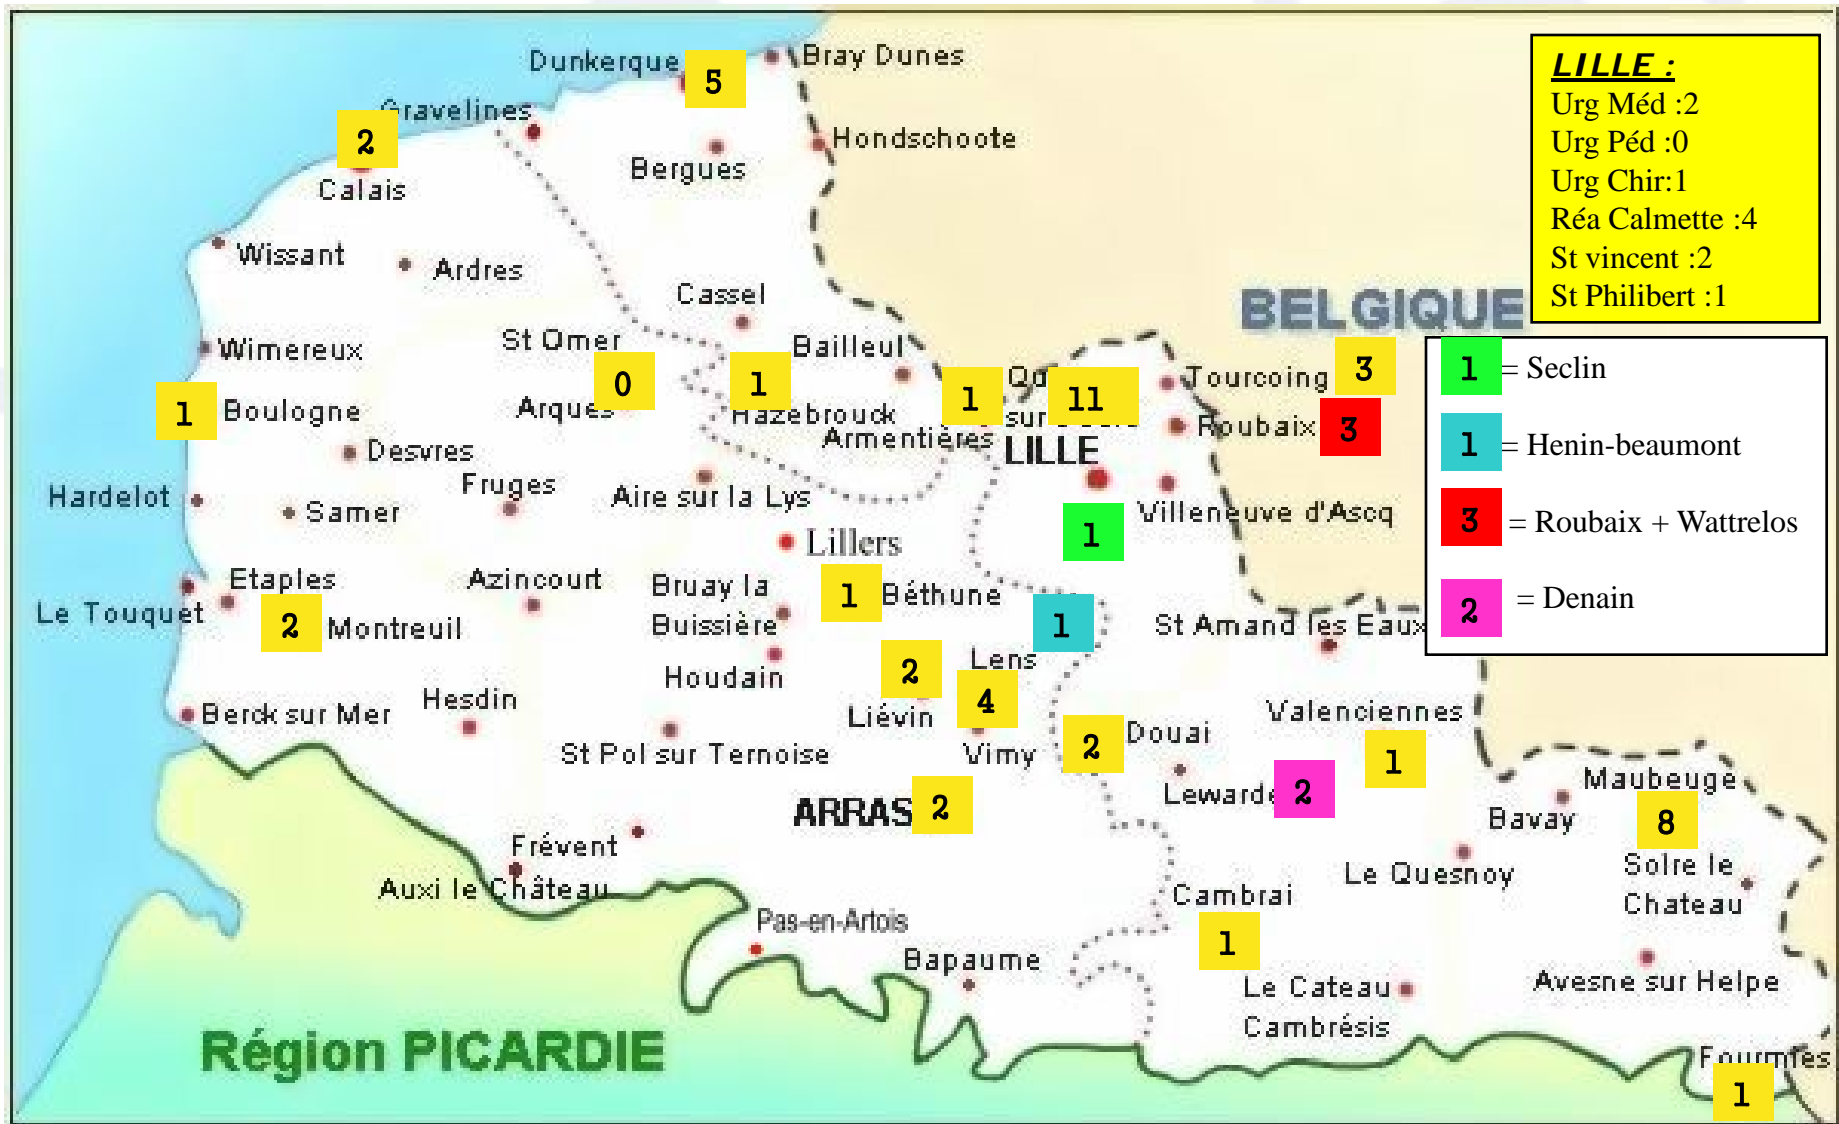 Dunkerque
5
Bray Dunes
Gravelines
2
Calais
Bergues
Hondschoote
Wissant
Ardres
Cassel
BELGIQUE
LILLE :
Urg Méd :2
Urg Péd :0
Urg Chir:1
Réa Calmette :4
St vincent :2
St Philibert :1
Wimereux
St Omer
0
Arques
1
Bailleul
Hazebrouck
1
Armentières
11
sur
LILLE
Tourcoing
3
Roubaix
3
Villeneuve d'Ascq
1
1
Boulogne
Desvres
Fruges
Aire sur la Lys
Hardelot
Samer
Lillers
1 = Seclin
1 = Henin-beaumont
3 = Roubaix + Wattrelos
2 = Denain
Etaples
Le Touquet
2
Montreuil
Azincourt
Bruay la
Buissière
1
Béthune
1
St Amand les Eaux
Houdain
2
Lens
4
Liévin
Vimy
Berck sur Mer
Hesdin
St Pol sur Ternoise
2
Douai
Valenciennes
1
Lewarde
2
ARRAS
2
Maubeuge
8
Bavay
Frévent
Auxi le Château
Le Quesnoy
Solre le
Chateau
Cambrai
1
Pas-en-Artois
Bapaume
Le Cateau
Cambrésis
Avesne sur Helpe
Région PICARDIE
Fourmies
1